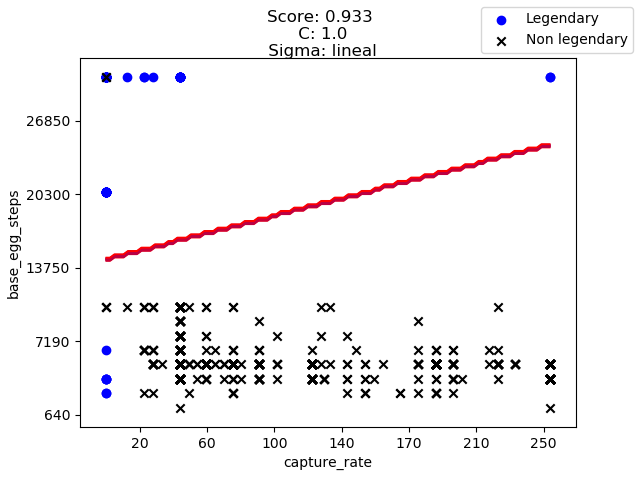 Score: 0.933
C: 1.0
Sigma: lineal
Legendary
Non legendary
base_egg_steps
26850
20300
13750
7190
640
20 60 100 140 170 210 250
capture_rate